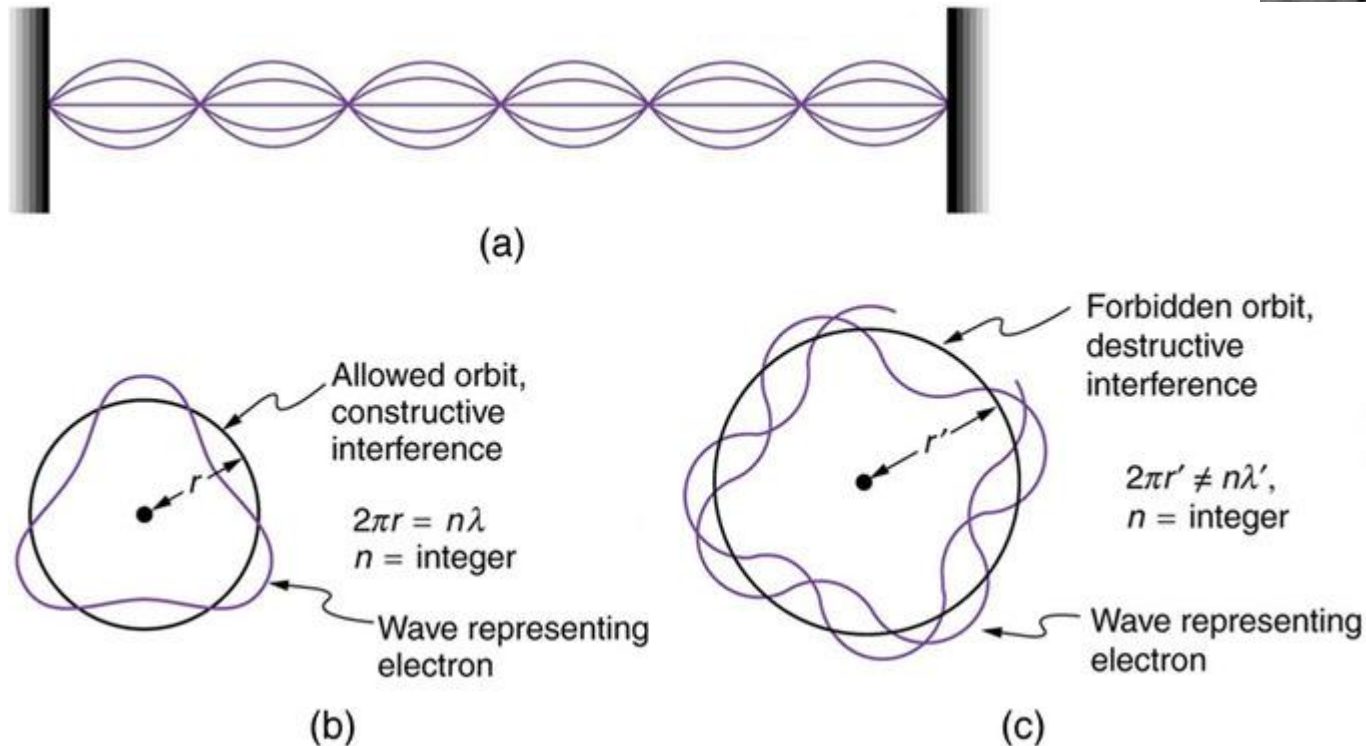 (a)
Allowed orbit,
constructive
interference
r
2πr = nλ
n = integer
Wave representing
electron
(b)
Forbidden orbit,
destructive
interference
r′
2πr′ ≠ nλ′,
n = integer
Wave representing
electron
(c)